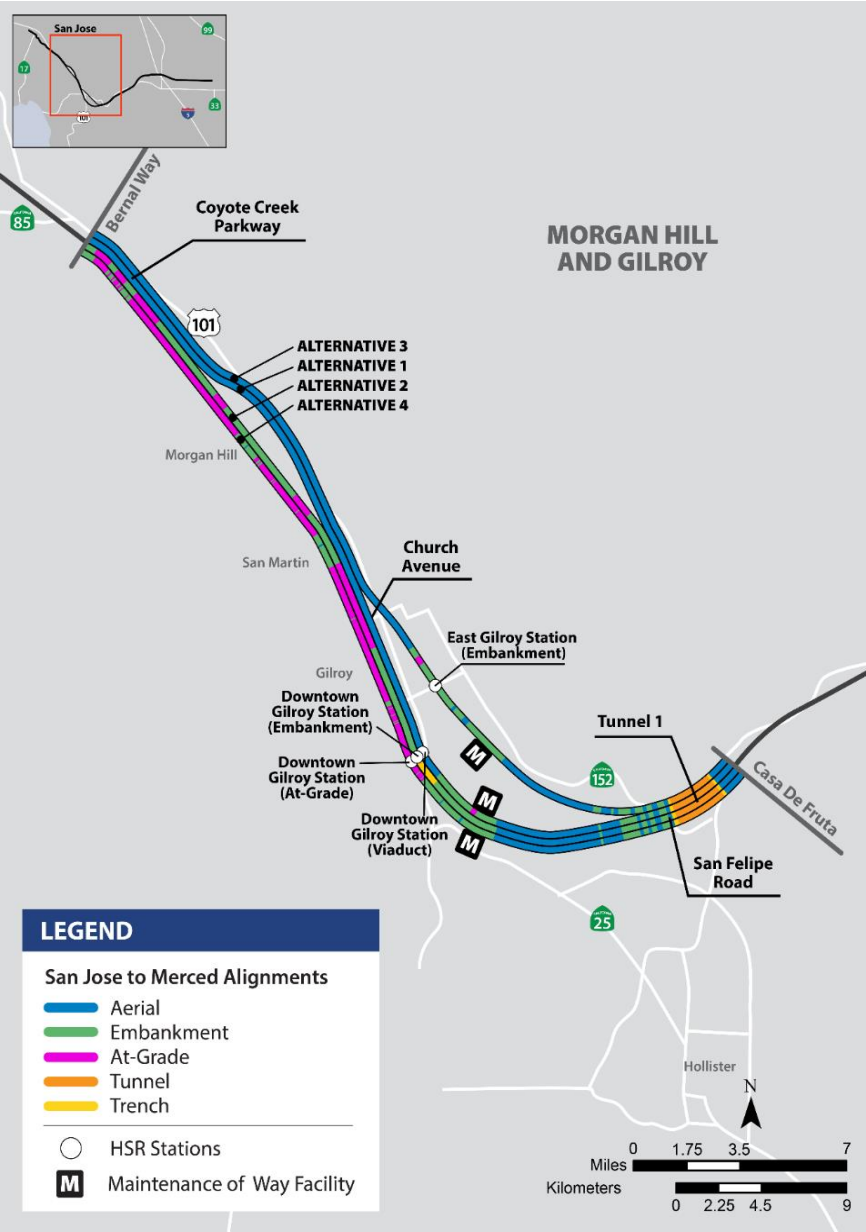 San Jose
99
17
33
101
5
Bernal Way
85
Coyote Creek
Parkway
MORGAN HILL
AND GILROY
101
ALTERNATIVE 3
ALTERNATIVE 1
ALTERNATIVE 2
ALTERNATIVE 4
Morgan Hill
San Martin
Church
Avenue
East Gilroy Station
(Embankment)
Gilroy
Downtown
Gilroy Station
(Embankment)
Downtown
Gilroy Station
(At-Grade)
Downtown
Gilroy Station
(Viaduct)
M
M
M
Tunnel 1
152
Casa De Fruta
San Felipe
Road
25
Hollister
LEGEND
San Jose to Merced Alignments
Aerial
Embankment
At-Grade
Tunnel
Trench
HSR Stations
M Maintenance of Way Facility
N
0 1.75 3.5 7
Miles
Kilometers
0 2.25 4.5 9